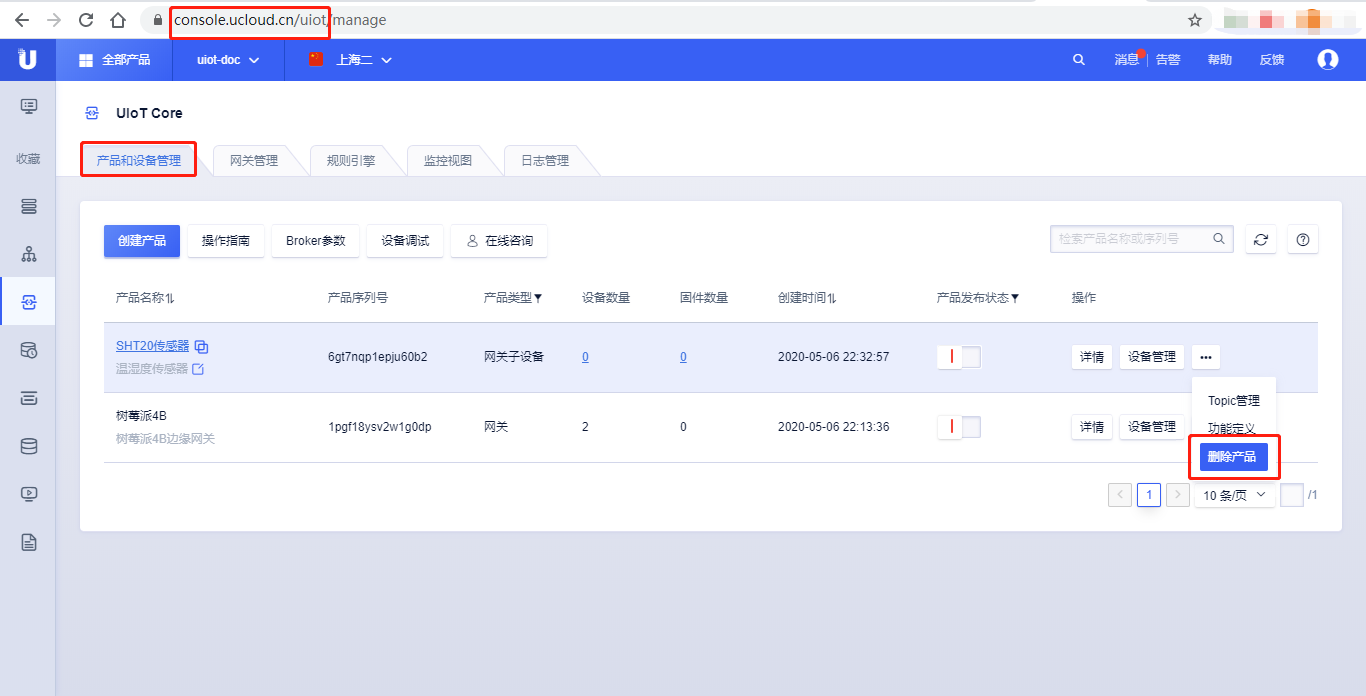 console.ucloud.cn/uiot/manage
全部产品 uiot-doc 上海二 消息 告警 帮助 反馈
UIoT Core
收藏
产品和设备管理 网关管理 规则引擎 监控视图 日志管理
创建产品 操作指南 Broker参数 设备调试 在线咨询 检索产品名称或序列号
产品名称 产品序列号 产品类型 设备数量 固件数量 创建时间 产品发布状态 操作
SHT20传感器 6gt7nqp1epju60b2 网关子设备 0 0 2020-05-06 22:32:57 详情 设备管理 •••
温湿度传感器
Topic管理
树莓派4B 1pgf18ysv2w1g0dp 网关 2 0 2020-05-06 22:13:36 详情 设备管理 功能定义
树莓派4B边缘网关
删除产品
1 10 条/页 /1